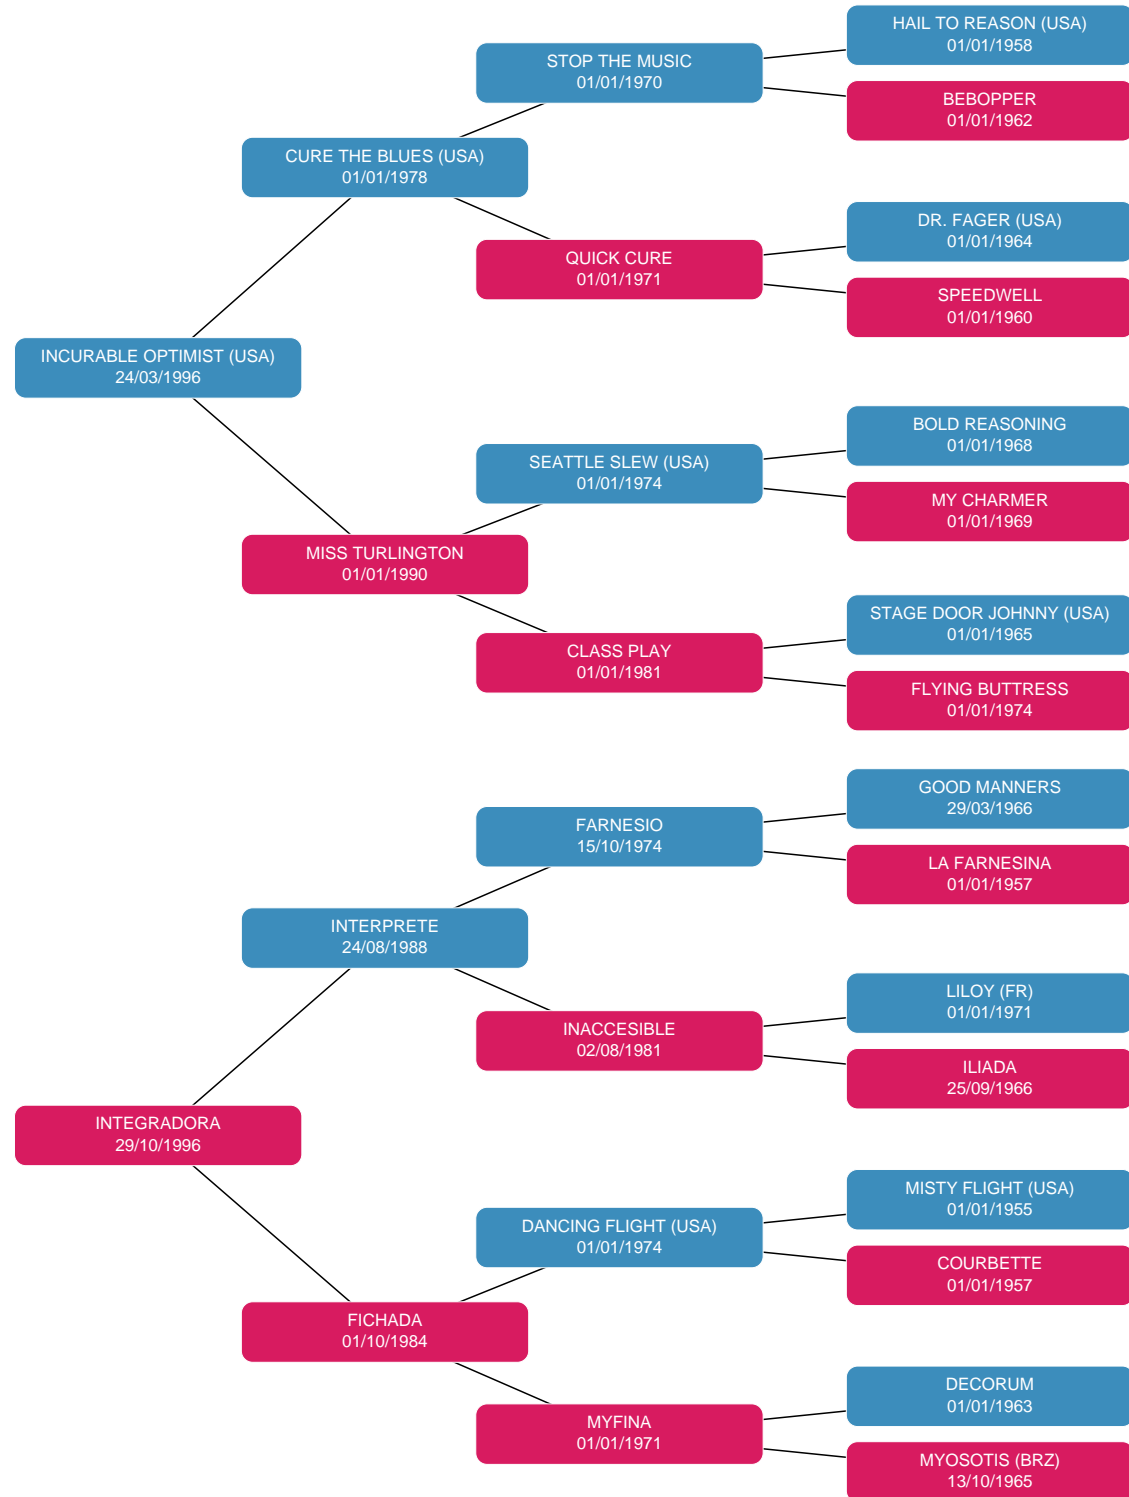 HAIL TO REASON (USA)
01/01/1958
STOP THE MUSIC
01/01/1970
BEBOPPER
01/01/1962
CURE THE BLUES (USA)
01/01/1978
DR. FAGER (USA)
01/01/1964
QUICK CURE
01/01/1971
SPEEDWELL
01/01/1960
INCURABLE OPTIMIST (USA)
24/03/1996
BOLD REASONING
01/01/1968
SEATTLE SLEW (USA)
01/01/1974
MY CHARMER
01/01/1969
MISS TURLINGTON
01/01/1990
STAGE DOOR JOHNNY (USA)
01/01/1965
CLASS PLAY
01/01/1981
FLYING BUTTRESS
01/01/1974
GOOD MANNERS
29/03/1966
FARNESIO
15/10/1974
LA FARNESINA
01/01/1957
INTERPRETE
24/08/1988
LILOY (FR)
01/01/1971
INACCESIBLE
02/08/1981
ILIADA
25/09/1966
INTEGRADORA
29/10/1996
MISTY FLIGHT (USA)
01/01/1955
DANCING FLIGHT (USA)
01/01/1974
COURBETTE
01/01/1957
FICHADA
01/10/1984
DECORUM
01/01/1963
MYFINA
01/01/1971
MYOSOTIS (BRZ)
13/10/1965